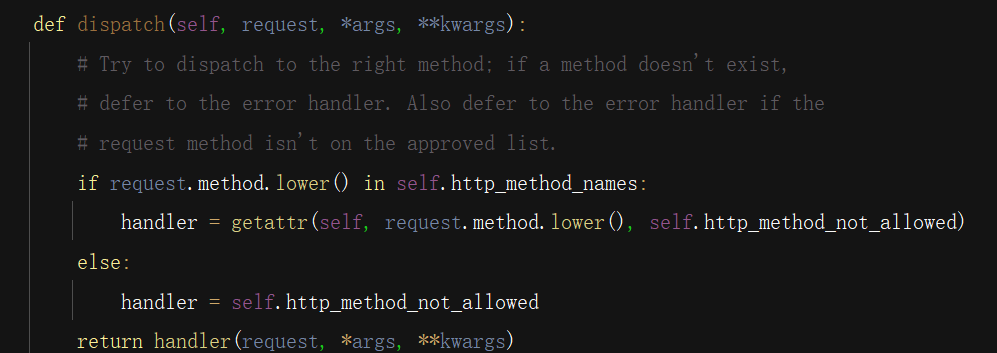 def dispatch(self, request, *args, **kwargs):
# Try to dispatch to the right method; if a method doesn't exist,
# defer to the error handler. Also defer to the error handler if the
# request method isn't on the approved list.
if request.method.lower() in self.http_method_names:
handler = getattr(self, request.method.lower(), self.http_method_not_allowed)
else:
handler = self.http_method_not_allowed
return handler(request, *args, **kwargs)